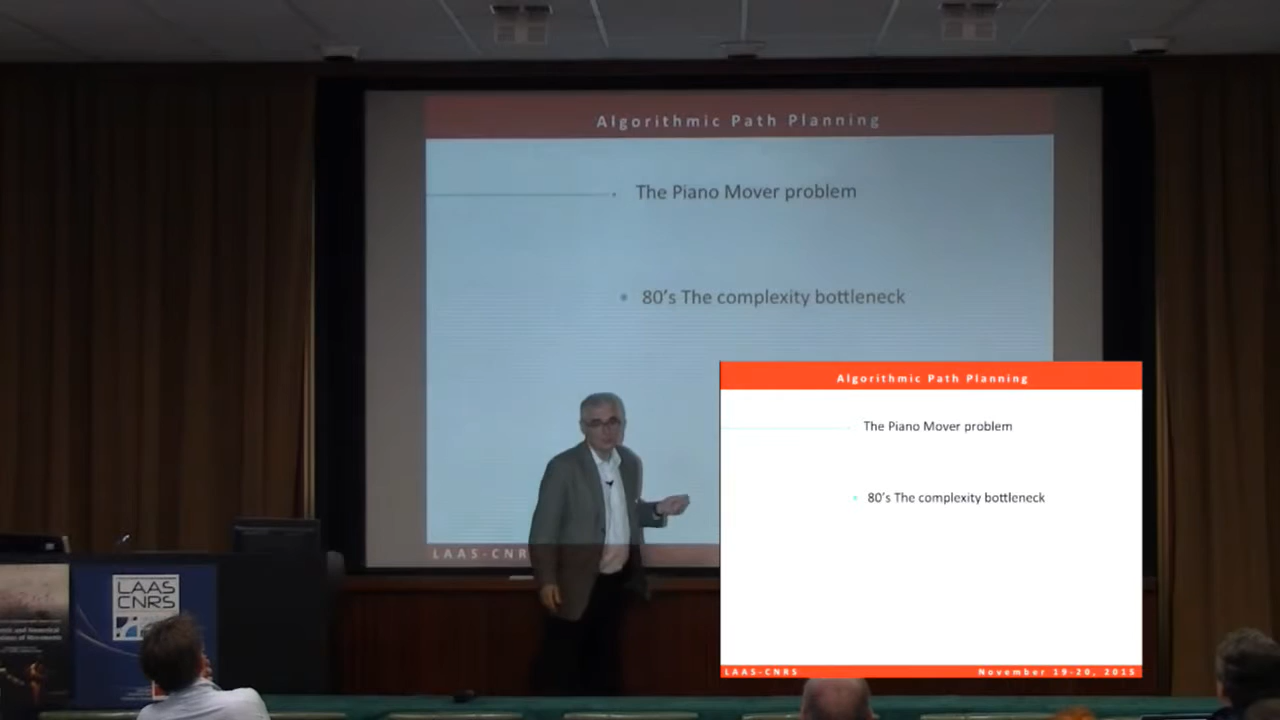 Algorithmic Path Planning
The Piano Mover problem
• 80's The complexity bottleneck
LAAS-CNR
Algorithmic Path Planning
The Piano Mover problem
• 80's The complexity bottleneck
LAAS-CNRS
November 19-20, 2015
LAAS
CNRS